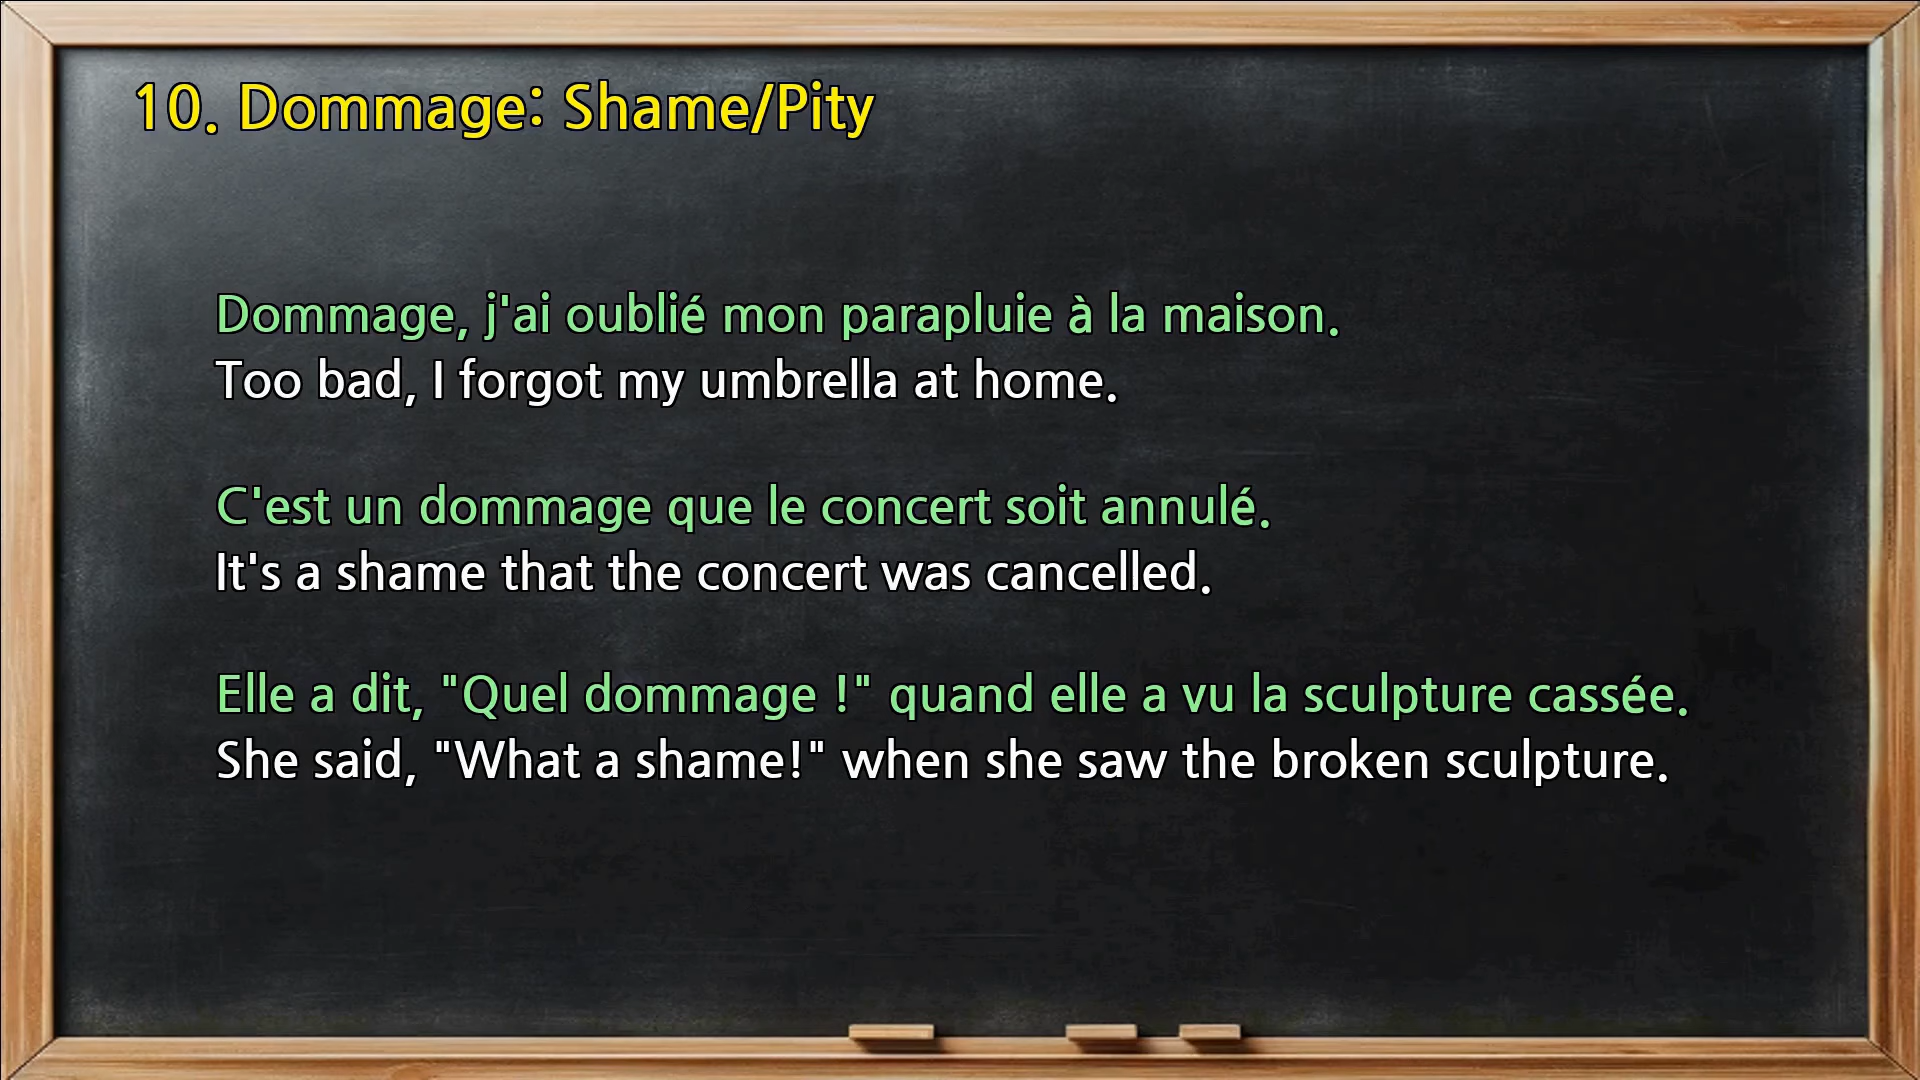 10. Dommage: Shame/Pity
Dommage, j'ai oublié mon parapluie à la maison.
Too bad, I forgot my umbrella at home.
C'est un dommage que le concert soit annulé.
It's a shame that the concert was cancelled.
Elle a dit, "Quel dommage !" quand elle a vu la sculpture cassée.
She said, "What a shame!" when she saw the broken sculpture.